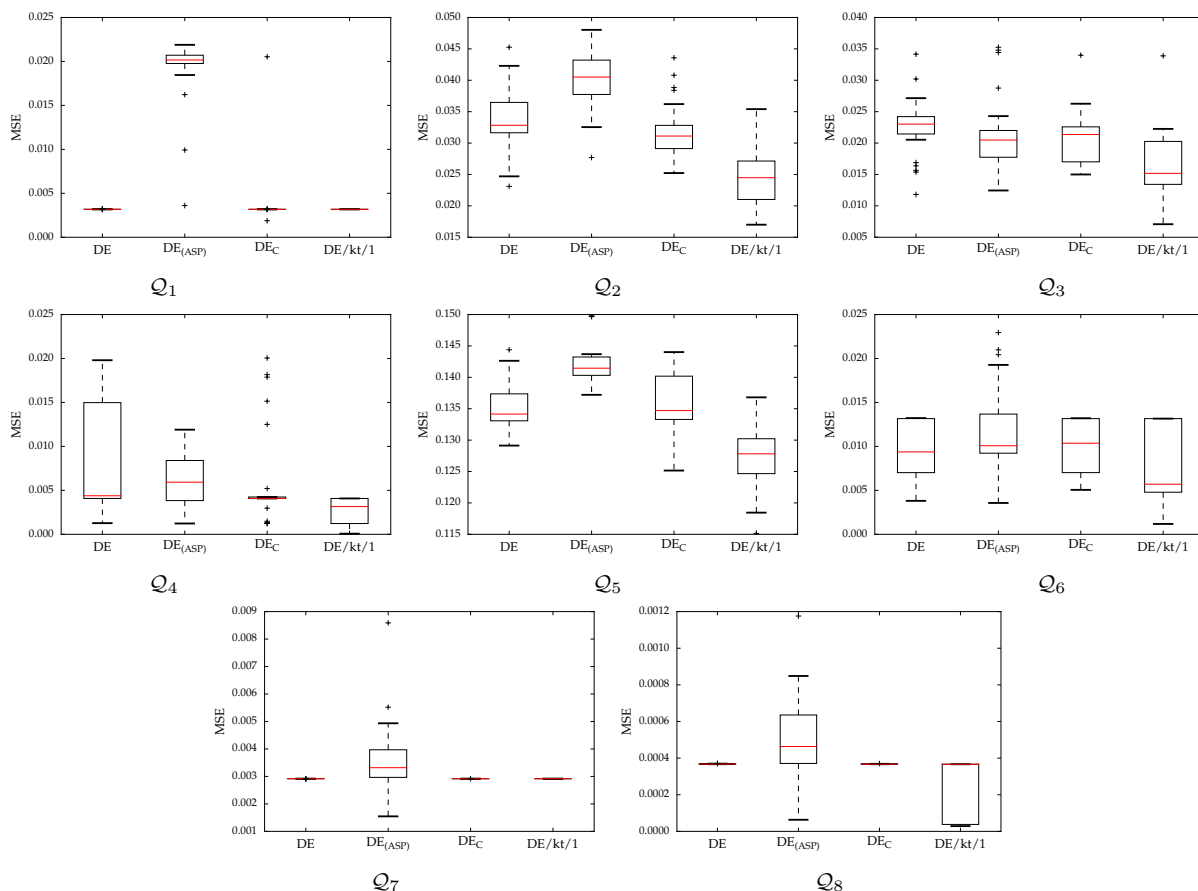 0.025
0.020
0.015
0.010
0.005
0.000
MSE
DE
DE(ASP)
DEC
DE/kt/1
Q1
0.050
0.045
0.040
0.035
0.030
0.025
0.020
0.015
MSE
DE
DE(ASP)
DEC
DE/kt/1
Q2
0.040
0.035
0.030
0.025
0.020
0.015
0.010
0.005
MSE
DE
DE(ASP)
DEC
DE/kt/1
Q3
0.025
0.020
0.015
0.010
0.005
0.000
MSE
DE
DE(ASP)
DEC
DE/kt/1
Q4
0.150
0.145
0.140
0.135
0.130
0.125
0.120
0.115
MSE
DE
DE(ASP)
DEC
DE/kt/1
Q5
0.025
0.020
0.015
0.010
0.005
0.000
MSE
DE
DE(ASP)
DEC
DE/kt/1
Q6
0.009
0.008
0.007
0.006
0.005
0.004
0.003
0.002
0.001
MSE
DE
DE(ASP)
DEC
DE/kt/1
Q7
0.0012
0.0010
0.0008
0.0006
0.0004
0.0002
0.0000
MSE
DE
DE(ASP)
DEC
DE/kt/1
Q8